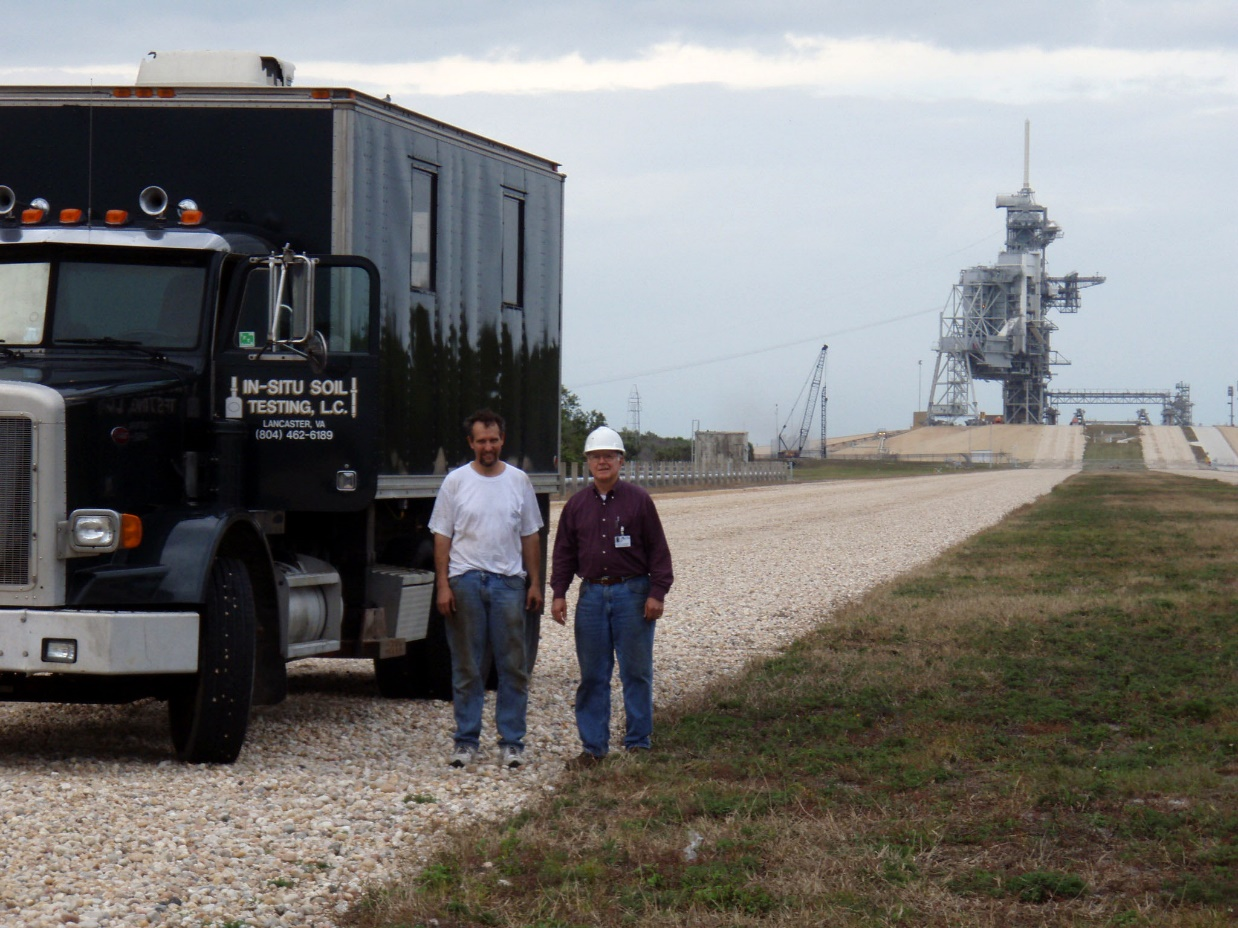 IN-SITU SOIL
TESTING, L.C.
LANCASTER, VA
(804) 462-6189